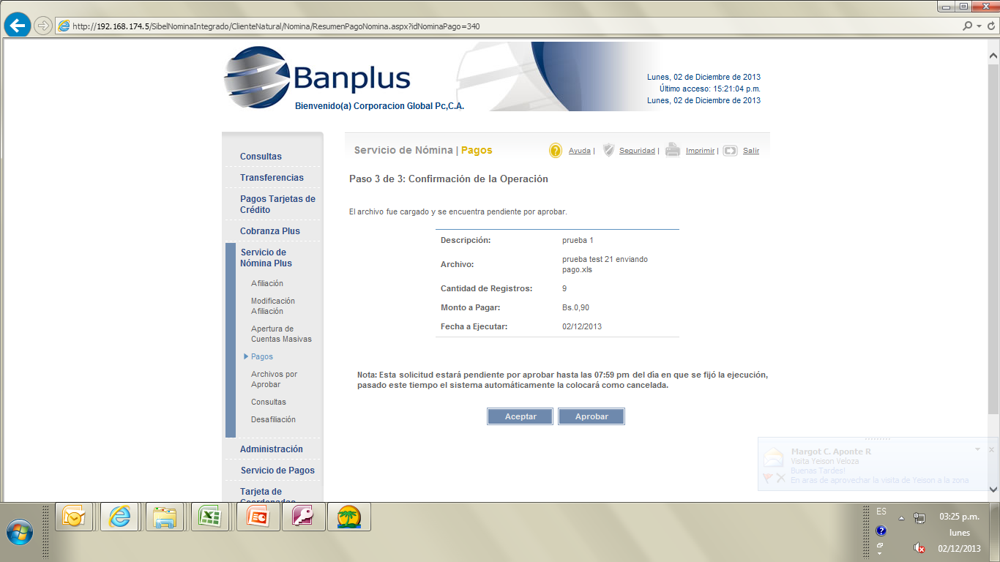 http://192.168.174.5/SibelNominaIntegrado/ClienteNatural/Nomina/ResumenPagoNomina.aspx?idNominaPago=340
Banplus
Bienvenido(a) Corporacion Global Pc,C.A.
Lunes, 02 de Diciembre de 2013
Último acceso: 15:21:04 p.m.
Lunes, 02 de Diciembre de 2013
Consultas
Transferencias
Pagos Tarjetas de
Crédito
Cobranza Plus
Servicio de
Nómina Plus
Afiliación
Modificación
Afiliación
Apertura de
Cuentas Masivas
Pagos
Archivos por
Aprobar
Consultas
Desafiliación
Administración
Servicio de Pagos
Tarjeta de
Coordenadas
Servicio de Nómina | Pagos
Ayuda |
Seguridad |
Imprimir |
Salir
Paso 3 de 3: Confirmación de la Operación
El archivo fue cargado y se encuentra pendiente por aprobar.
Descripción: prueba 1
Archivo: prueba test 21 enviando
pago.xls
Cantidad de Registros: 9
Monto a Pagar: Bs.0,90
Fecha a Ejecutar: 02/12/2013
Nota: Esta solicitud estará pendiente por aprobar hasta las 07:59 pm del día en que se fijó la ejecución,
pasado este tiempo el sistema automáticamente la colocará como cancelada.
Aceptar
Aprobar
Margot C. Aponte R
Visita Yeison Veloza
Buenas Tardes!
En aras de aprovechar la visita de Yeison a la zona
ES
03:25 p.m.
lunes
02/12/2013